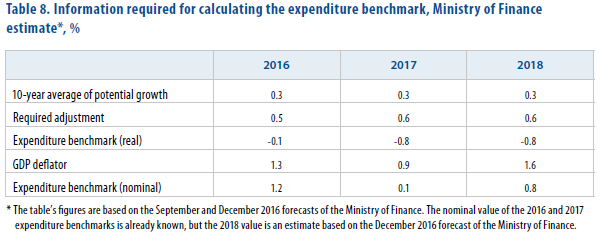 Table 8. Information required for calculating the expenditure benchmark, Ministry of Finance
estimate*, %
2016 2017 2018
10-year average of potential growth 0.3 0.3 0.3
Required adjustment 0.5 0.6 0.6
Expenditure benchmark (real) -0.1 -0.8 -0.8
GDP deflator 1.3 0.9 1.6
Expenditure benchmark (nominal) 1.2 0.1 0.8
* The table's figures are based on the September and December 2016 forecasts of the Ministry of Finance. The nominal value of the 2016 and 2017
expenditure benchmarks is already known, but the 2018 value is an estimate based on the December 2016 forecast of the Ministry of Finance.